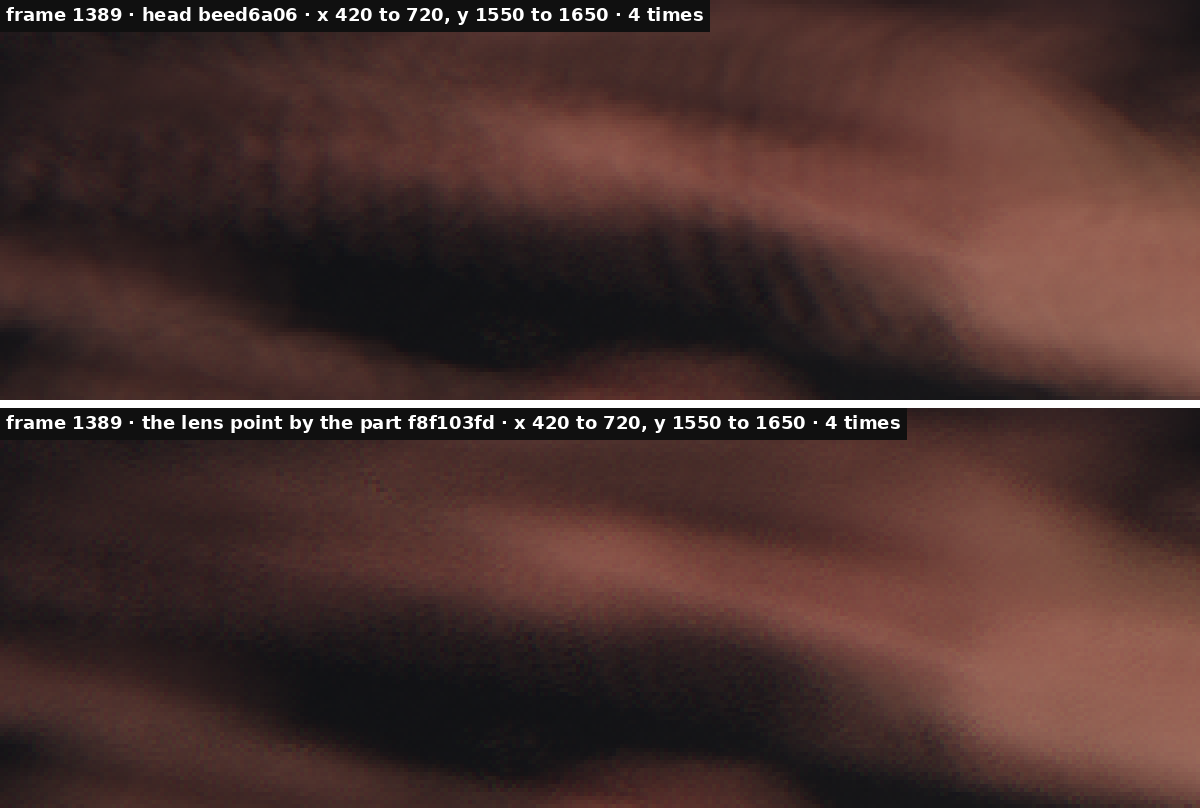 frame 1389 · head beed6a06 · x 420 to 720, y 1550 to 1650 · 4 times
frame 1389 · the lens point by the part f8f103fd · x 420 to 720, y 1550 to 1650 · 4 times